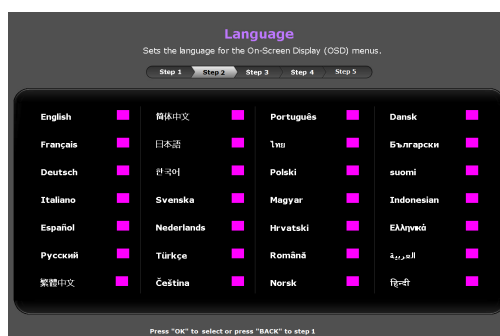 Language
Sets the language for the On-Screen Display (OSD) menus.
Step 1 Step 2 Step 3 Step 4 Step 5
English 简体中文 Português Dansk
Français 日本語 ไทย Български
Deutsch 한국어 Polski suomi
Italiano Svenska Magyar Indonesian
Español Nederlands Hrvatski Ελληνικά
Русский Türkçe Română العربية
繁體中文 Čeština Norsk हिन्दी
Press "OK" to select or press "BACK" to step 1